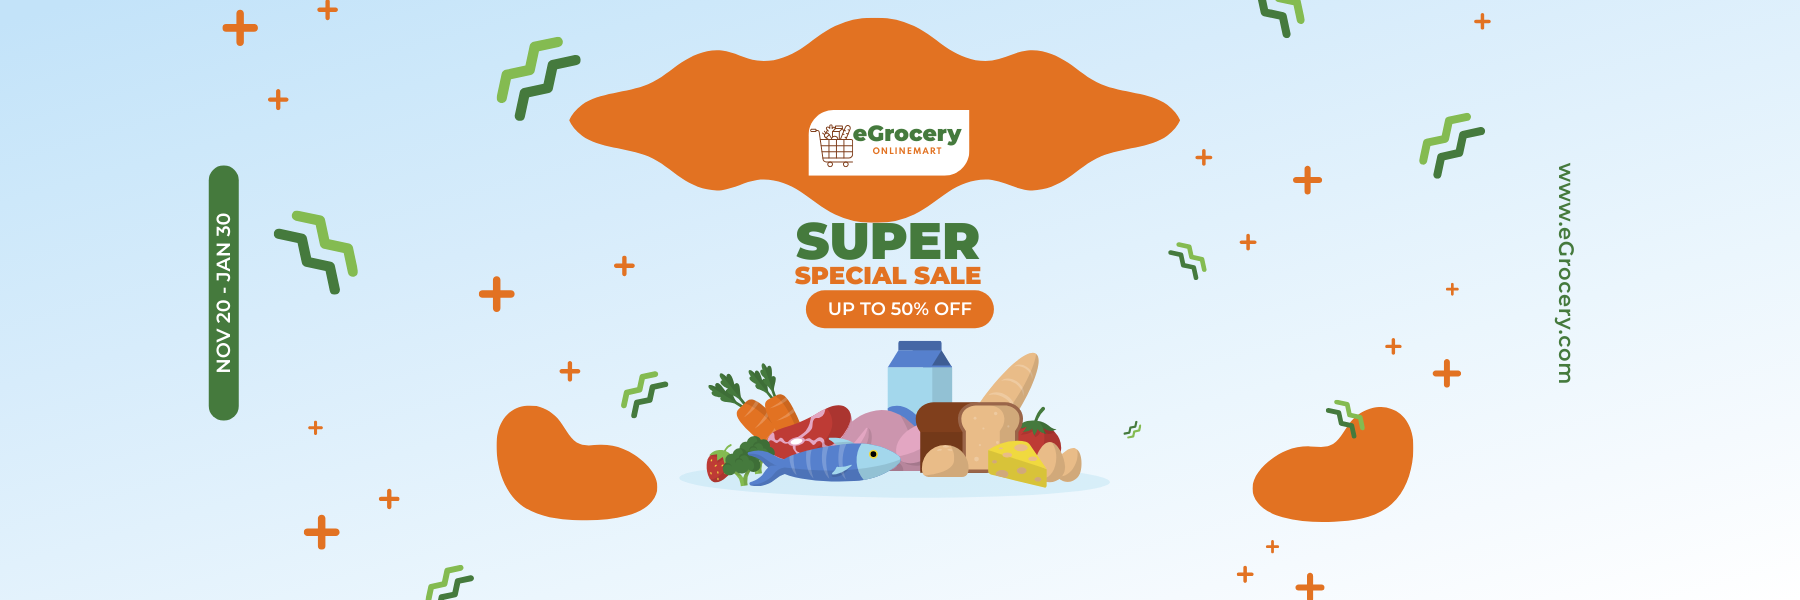 eGrocery
ONLINEMART
SUPER
SPECIAL SALE
UP TO 50% OFF
NOV 20 - JAN 30
www.eGrocery.com